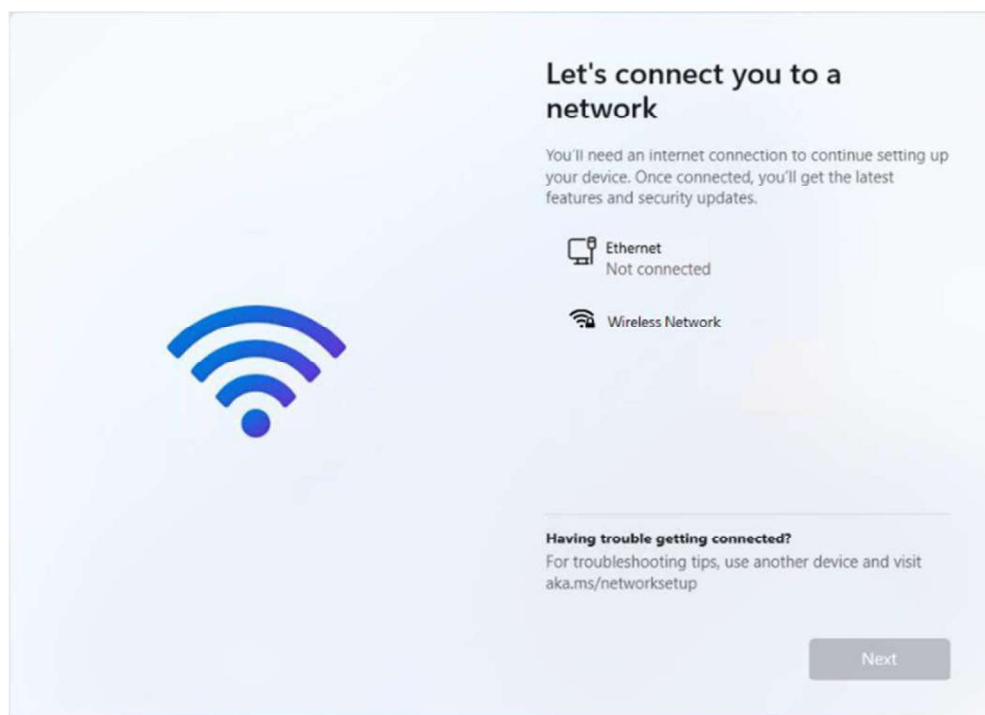 Let's connect you to a
network
You'll need an internet connection to continue setting up
your device. Once connected, you'll get the latest
features and security updates.
Ethernet
Not connected
Wireless Network
Having trouble getting connected?
For troubleshooting tips, use another device and visit
aka.ms/networksetup
Next